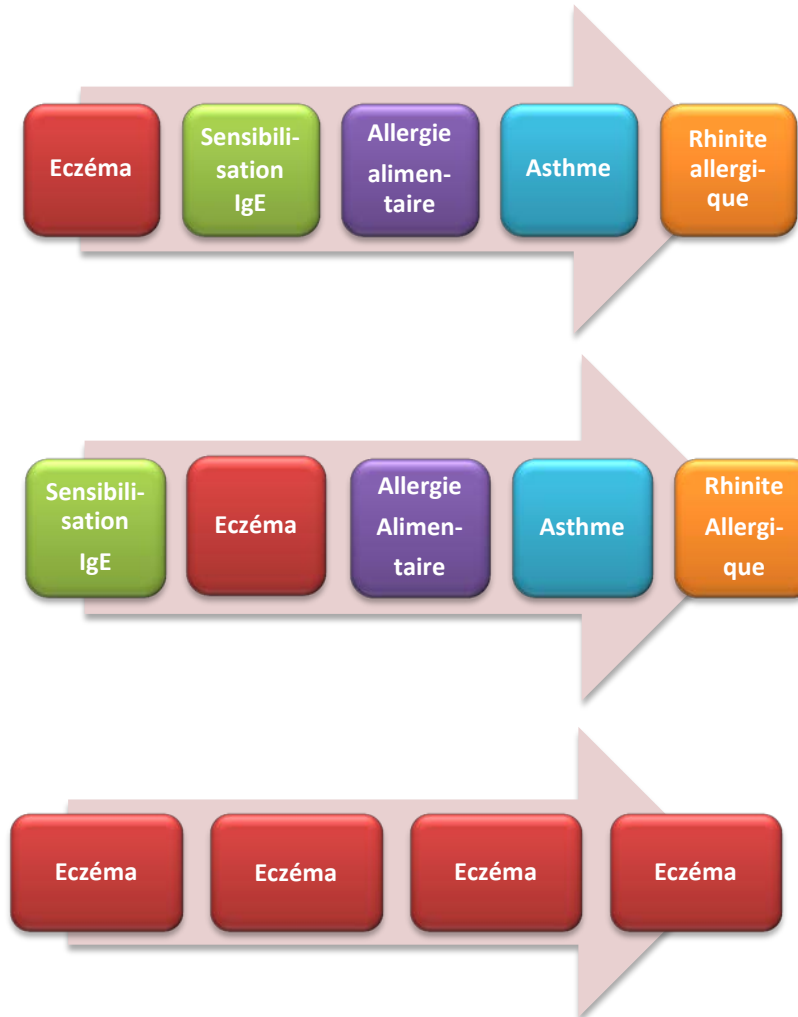 Eczéma
Sensibili-
sation
IgE
Allergie
alimen-
taire
Asthme
Rhinite
allergi-
que
Sensibili-
sation
IgE
Eczéma
Allergie
Alimen-
taire
Asthme
Rhinite
Allergi-
que
Eczéma
Eczéma
Eczéma
Eczéma